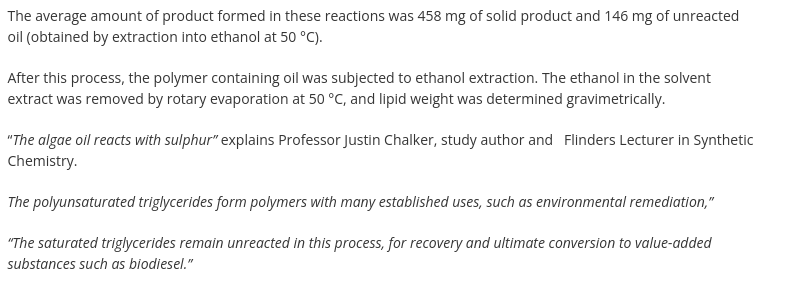 The average amount of product formed in these reactions was 458 mg of solid product and 146 mg of unreacted
oil (obtained by extraction into ethanol at 50 °C).
After this process, the polymer containing oil was subjected to ethanol extraction. The ethanol in the solvent
extract was removed by rotary evaporation at 50 °C, and lipid weight was determined gravimetrically.
“The algae oil reacts with sulphur” explains Professor Justin Chalker, study author and   Flinders Lecturer in Synthetic
Chemistry.
The polyunsaturated triglycerides form polymers with many established uses, such as environmental remediation,”
“The saturated triglycerides remain unreacted in this process, for recovery and ultimate conversion to value-added
substances such as biodiesel.”